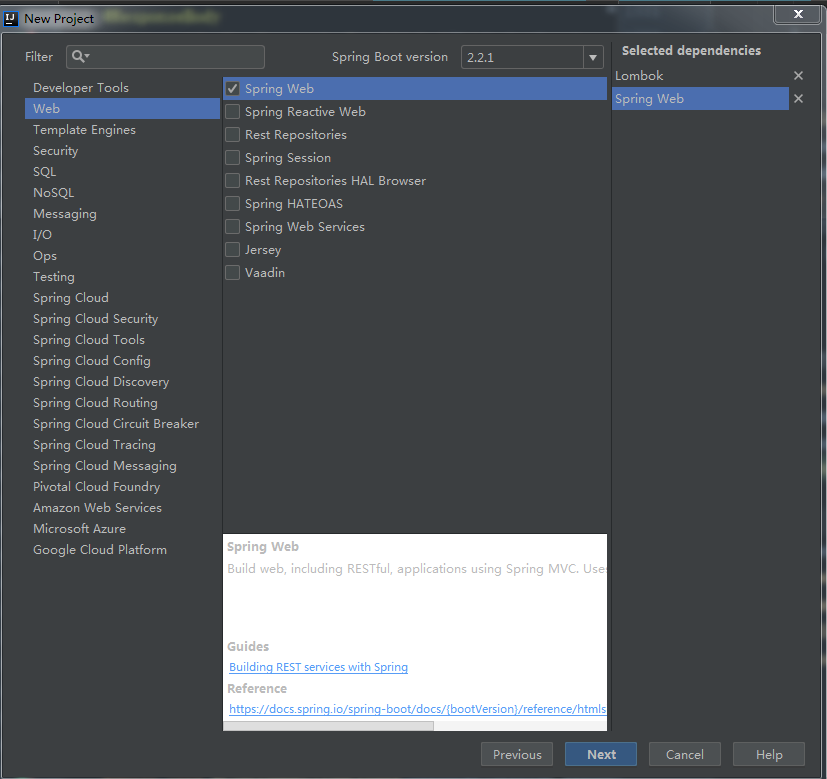 New Project
Filter
Spring Boot version 2.2.1
Developer Tools
Web
Template Engines
Security
SQL
NoSQL
Messaging
I/O
Ops
Testing
Spring Cloud
Spring Cloud Security
Spring Cloud Tools
Spring Cloud Config
Spring Cloud Discovery
Spring Cloud Routing
Spring Cloud Circuit Breaker
Spring Cloud Tracing
Spring Cloud Messaging
Pivotal Cloud Foundry
Amazon Web Services
Microsoft Azure
Google Cloud Platform
Spring Web
Spring Reactive Web
Rest Repositories
Spring Session
Rest Repositories HAL Browser
Spring HATEOAS
Spring Web Services
Jersey
Vaadin
Spring Web
Build web, including RESTful, applications using Spring MVC. Uses
Guides
Building REST services with Spring
Reference
https://docs.spring.io/spring-boot/docs/{bootVersion}/reference/htmls
Selected dependencies
Lombok
Spring Web
Previous
Next
Cancel
Help